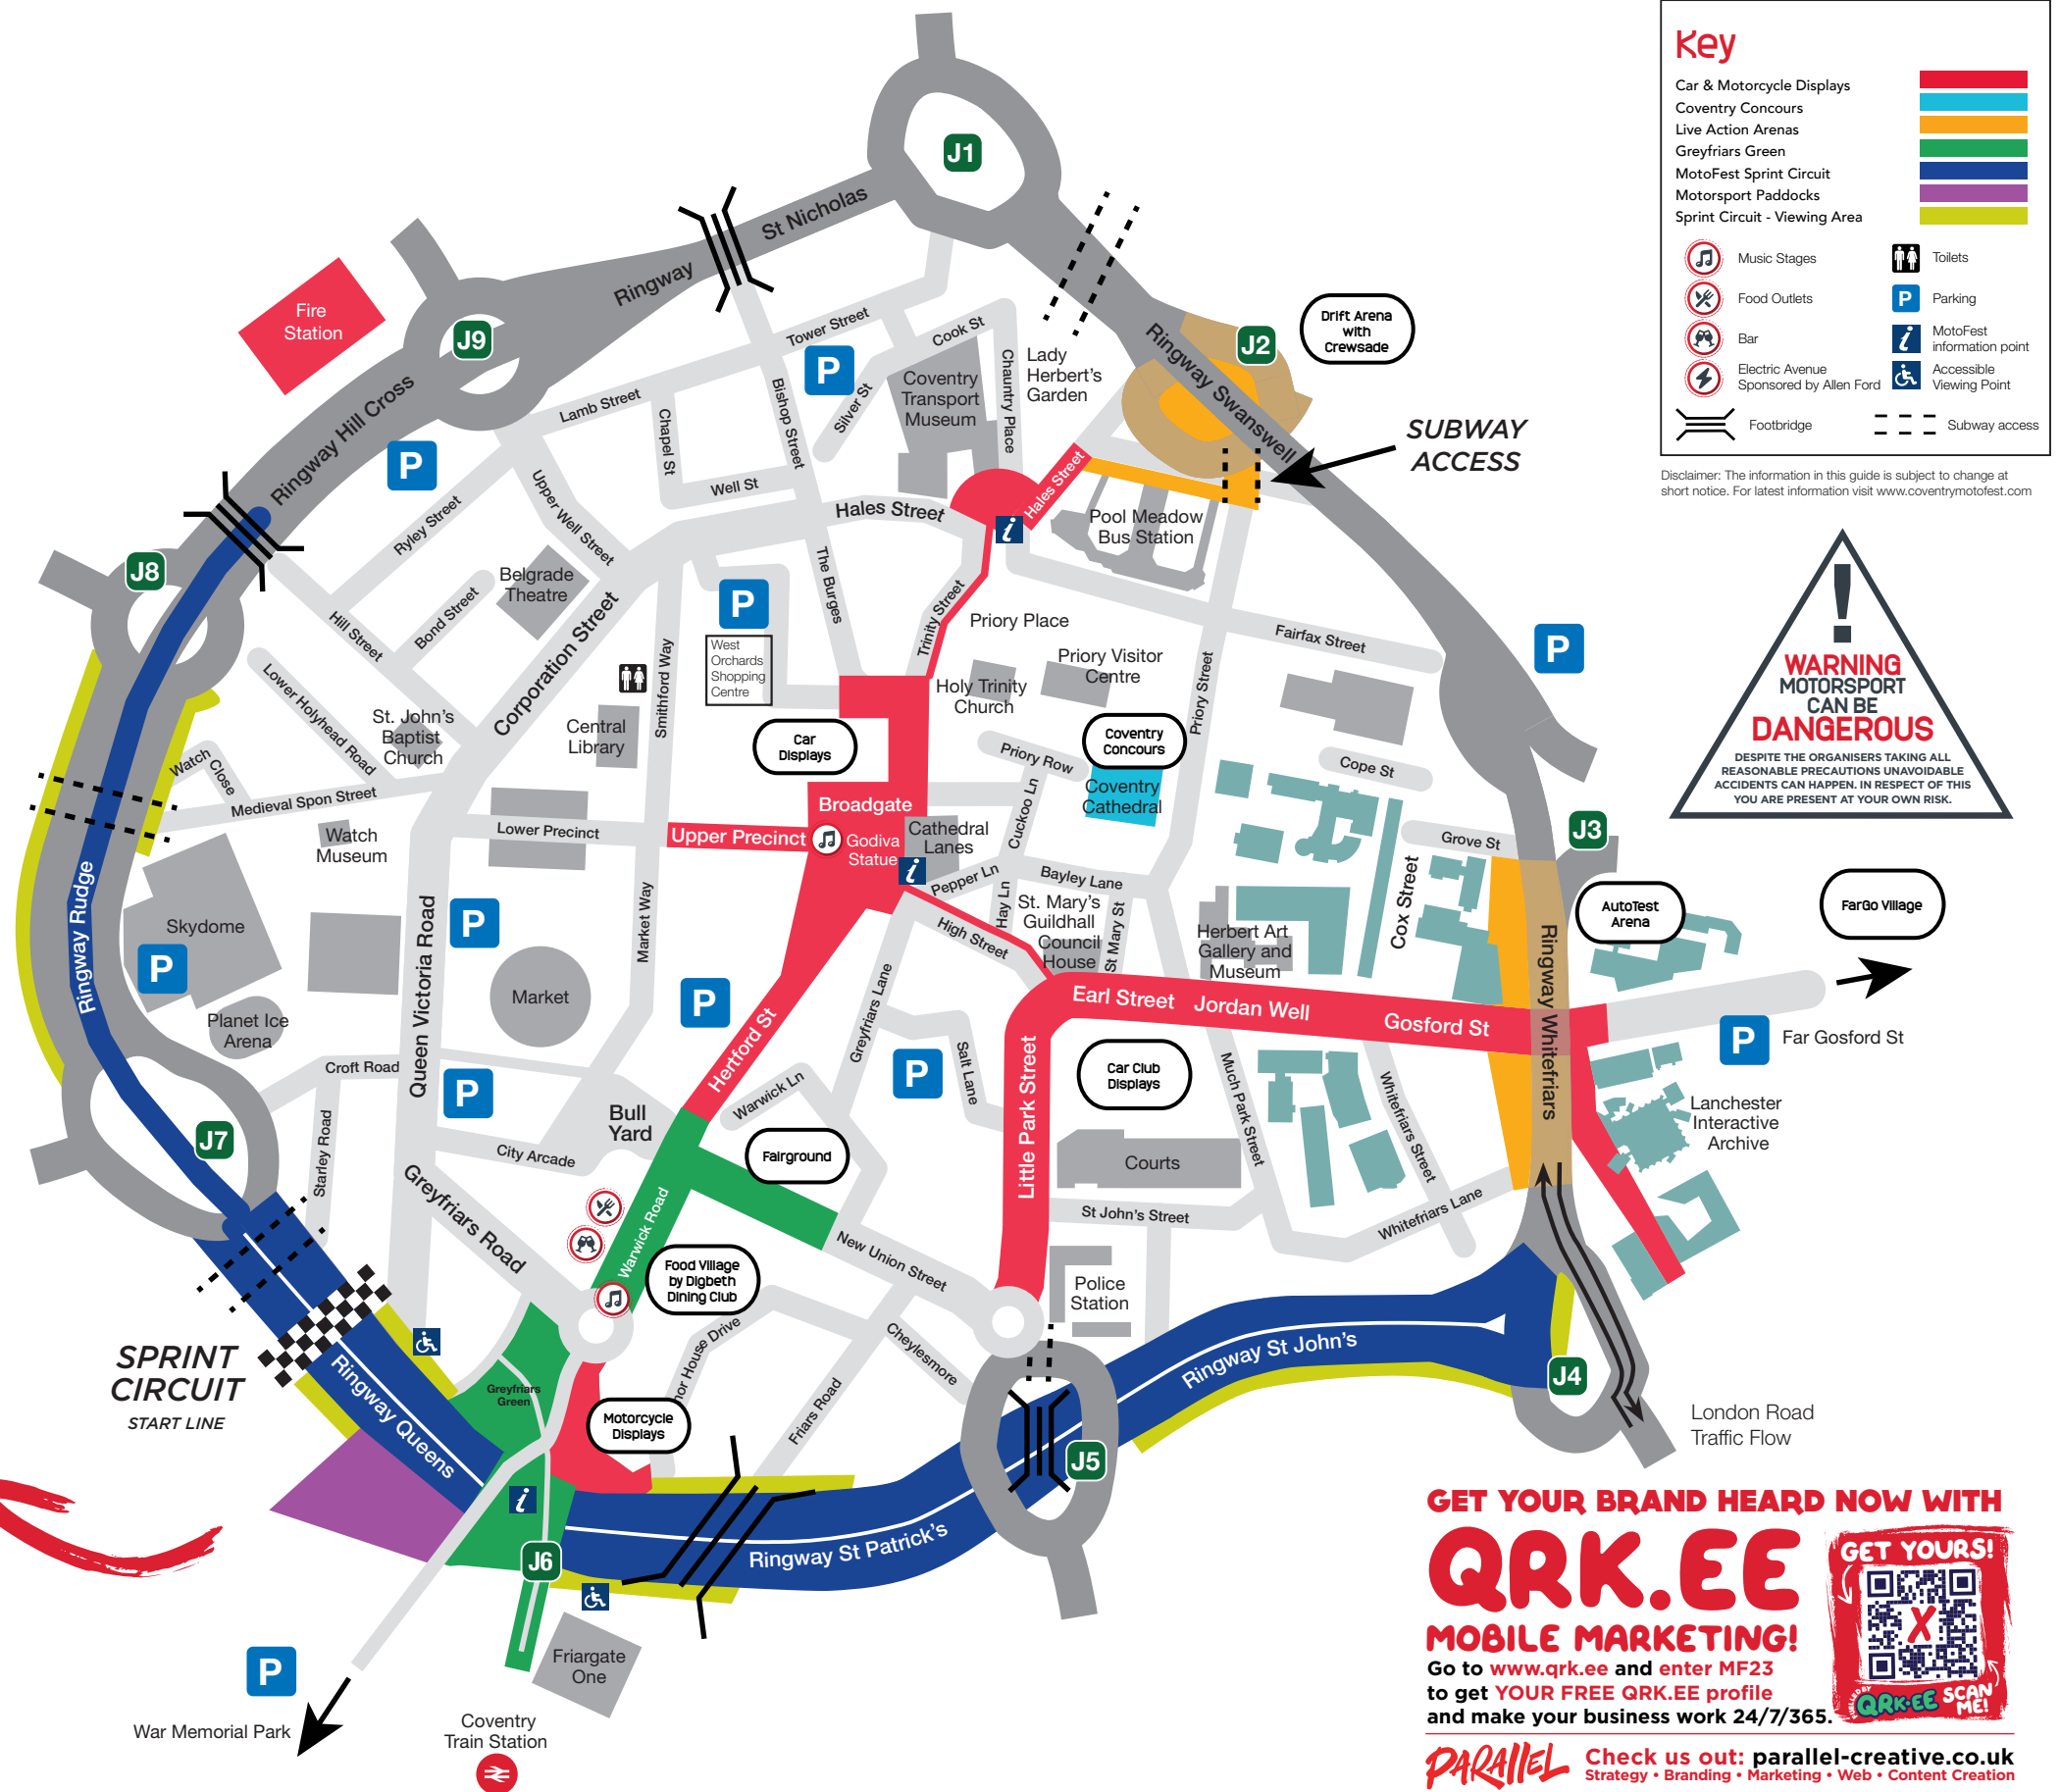 Key
Car & Motorcycle Displays
Coventry Concours
Live Action Arenas
Greyfriars Green
MotoFest Sprint Circuit
Motorsport Paddocks
Sprint Circuit - Viewing Area
Music Stages
Food Outlets
Bar
Electric Avenue
Sponsored by Allen Ford
Toilets
P Parking
i MotoFest
information point
Accessible
Viewing Point
Footbridge
Subway access
Disclaimer: The information in this guide is subject to change at
short notice. For latest information visit www.coventrymotofest.com
!
WARNING
MOTORSPORT
CAN BE
DANGEROUS
DESPITE THE ORGANISERS TAKING ALL
REASONABLE PRECAUTIONS UNAVOIDABLE
ACCIDENTS CAN HAPPEN. IN RESPECT OF THIS
YOU ARE PRESENT AT YOUR OWN RISK.
J1
Ringway St Nicholas
Fire
Station
J9
Ringway Hill Cross
J8
J2
Drift Arena
with
Crewsade
Ringway Swanswell
SUBWAY
ACCESS
Tower Street
Cook St
Lady
Herbert's
Garden
Chauntry Place
Coventry
Transport
Museum
Silver St
P
Bishop Street
Lamb Street
Chapel St
Well St
P
Upper Well Street
Ryley Street
Hales Street
Hales Street
i
Pool Meadow
Bus Station
Belgrade
Theatre
Bond Street
Hill Street
Corporation Street
The Burges
P
West
Orchards
Shopping
Centre
Trinity Street
Priory Place
Priory Visitor
Centre
Holy Trinity
Church
Fairfax Street
Priory Street
P
Lower Holyhead Road
St. John's
Baptist
Church
Central
Library
Smithford Way
Car
Displays
Coventry
Concours
Coventry
Cathedral
Priory Row
Cuckoo Ln
Cope St
Watch Close
Medieval Spon Street
Watch
Museum
Lower Precinct
Upper Precinct
Broadgate
Godiva
Statue
i
Cathedral
Lanes
Pepper Ln
Hay Ln
Bayley Lane
St. Mary's
Guildhall
Council
House
St Mary St
High Street
Herbert Art
Gallery and
Museum
Cox Street
Grove St
J3
AutoTest
Arena
FarGo Village
Ringway Rudge
Skydome
P
Planet Ice
Arena
Queen Victoria Road
P
Market
Market Way
P
Hertford St
Greyfriars Lane
Salt Lane
P
Warwick Ln
Earl Street
Jordan Well
Gosford St
Ringway Whitefriars
Far Gosford St
P
Little Park Street
Car Club
Displays
Much Park Street
Whitefriars Street
Lanchester
Interactive
Archive
Croft Road
P
J7
Starley Road
City Arcade
Bull
Yard
Fairground
Courts
St John's Street
Whitefriars Lane
Greyfriars Road
Warwick Road
New Union Street
Food Village
by Digbeth
Dining Club
Police
Station
Cheylesmore
Friars Road
SPRINT
CIRCUIT
START LINE
Ringway Queens
Greyfriars
Green
Motorcycle
Displays
Ringway St John's
J4
J5
London Road
Traffic Flow
i
J6
Ringway St Patrick's
Friargate
One
P
War Memorial Park
Coventry
Train Station
GET YOUR BRAND HEARD NOW WITH
QRK.EE
MOBILE MARKETING!
Go to www.qrk.ee and enter MF23
to get YOUR FREE QRK.EE profile
and make your business work 24/7/365.
GET YOURS!
X
QRK.EE SCAN
ME!
PARALLEL
Check us out: parallel-creative.co.uk
Strategy • Branding • Marketing • Web • Content Creation